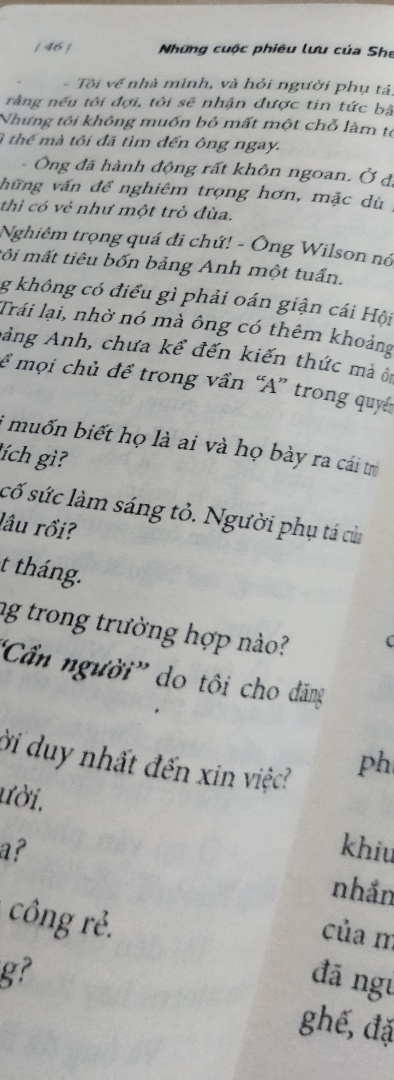 | 46 |
Những cuộc phiêu lưu của She
- Tôi về nhà mình, và hỏi người phụ tá.
rằng nếu tôi đợi, tôi sẽ nhận được tin tức
Nhưng tôi không muốn bỏ mất một chỗ làm
thế mà tôi đã tìm đến ông ngay.
- Ông đã hành động rất khôn ngoan. Ở
những vấn đề nghiêm trọng hơn, mặc dù
thì có vẻ như một trò đùa.
Nghiêm trọng quá đi chứ! - Ông Wilson nó
tôi mất tiêu bốn bảng Anh một tuần.
g không có điều gì phải oán giận cái Hội
Trái lại, nhờ nó mà ông có thêm khoảng
bảng Anh, chưa kể đến kiến thức mà
ề mọi chủ đề trong vần “A” trong quyển
i muốn biết họ là ai và họ bày ra cái trò
đích gì?
cố sức làm sáng tỏ. Người phụ tá của
lâu rồi?
t tháng.
ng trong trường hợp nào?
“Cần người” do tôi cho đăng
ời duy nhất đến xin việc?
ười.
a?
công rẻ.
g?
ph
khiu
nhắn
của m
đã ngu
ghế, đặ